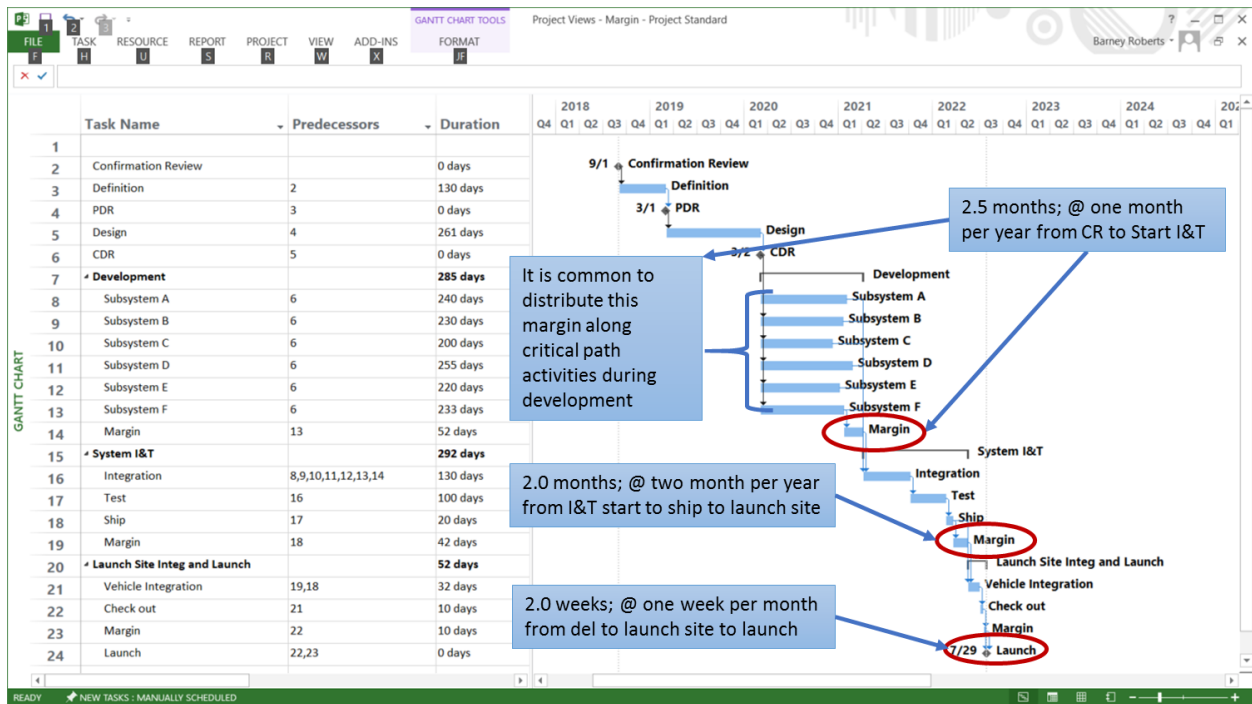 GANTT CHART TOOLS Project Views - Margin - Project Standard ?
1 2 3
FILE TASK RESOURCE REPORT PROJECT VIEW ADD-INS FORMAT Barney Roberts
F H U S R W X JF
2018 2019 2020 2021 2022 2023 2024 202
Task Name Predecessors Duration Q4 Q1 Q2 Q3 Q4 Q1 Q2 Q3 Q4 Q1 Q2 Q3 Q4 Q1 Q2 Q3 Q4 Q1 Q2 Q3 Q4 Q1 Q2 Q3 Q4 Q1 Q2 Q3 Q4 Q1
1
2 Confirmation Review 0 days
3 Definition 2 130 days
4 PDR 3 0 days
5 Design 4 261 days
6 CDR 5 0 days
7 Development 285 days
8 Subsystem A 6 240 days
9 Subsystem B 6 230 days
10 Subsystem C 6 200 days
11 Subsystem D 6 255 days
12 Subsystem E 6 220 days
13 Subsystem F 6 233 days
14 Margin 13 52 days
15 System I&T 292 days
16 Integration 8,9,10,11,12,13,14 130 days
17 Test 16 100 days
18 Ship 17 20 days
19 Margin 18 42 days
20 Launch Site Integ and Launch 52 days
21 Vehicle Integration 19,18 32 days
22 Check out 21 10 days
23 Margin 22 10 days
24 Launch 22,23 0 days
GANTT CHART
9/1 Confirmation Review
Definition
3/1 PDR
Design
3/2 CDR
Development
Subsystem A
Subsystem B
Subsystem C
Subsystem D
Subsystem E
Subsystem F
Margin
System I&T
Integration
Test
Ship
Margin
Launch Site Integ and Launch
Vehicle Integration
Check out
Margin
7/29 Launch
2.5 months; @ one month
per year from CR to Start I&T
It is common to
distribute this
margin along
critical path
activities during
development
2.0 months; @ two month per year
from I&T start to ship to launch site
2.0 weeks; @ one week per month
from del to launch site to launch
READY NEW TASKS : MANUALLY SCHEDULED